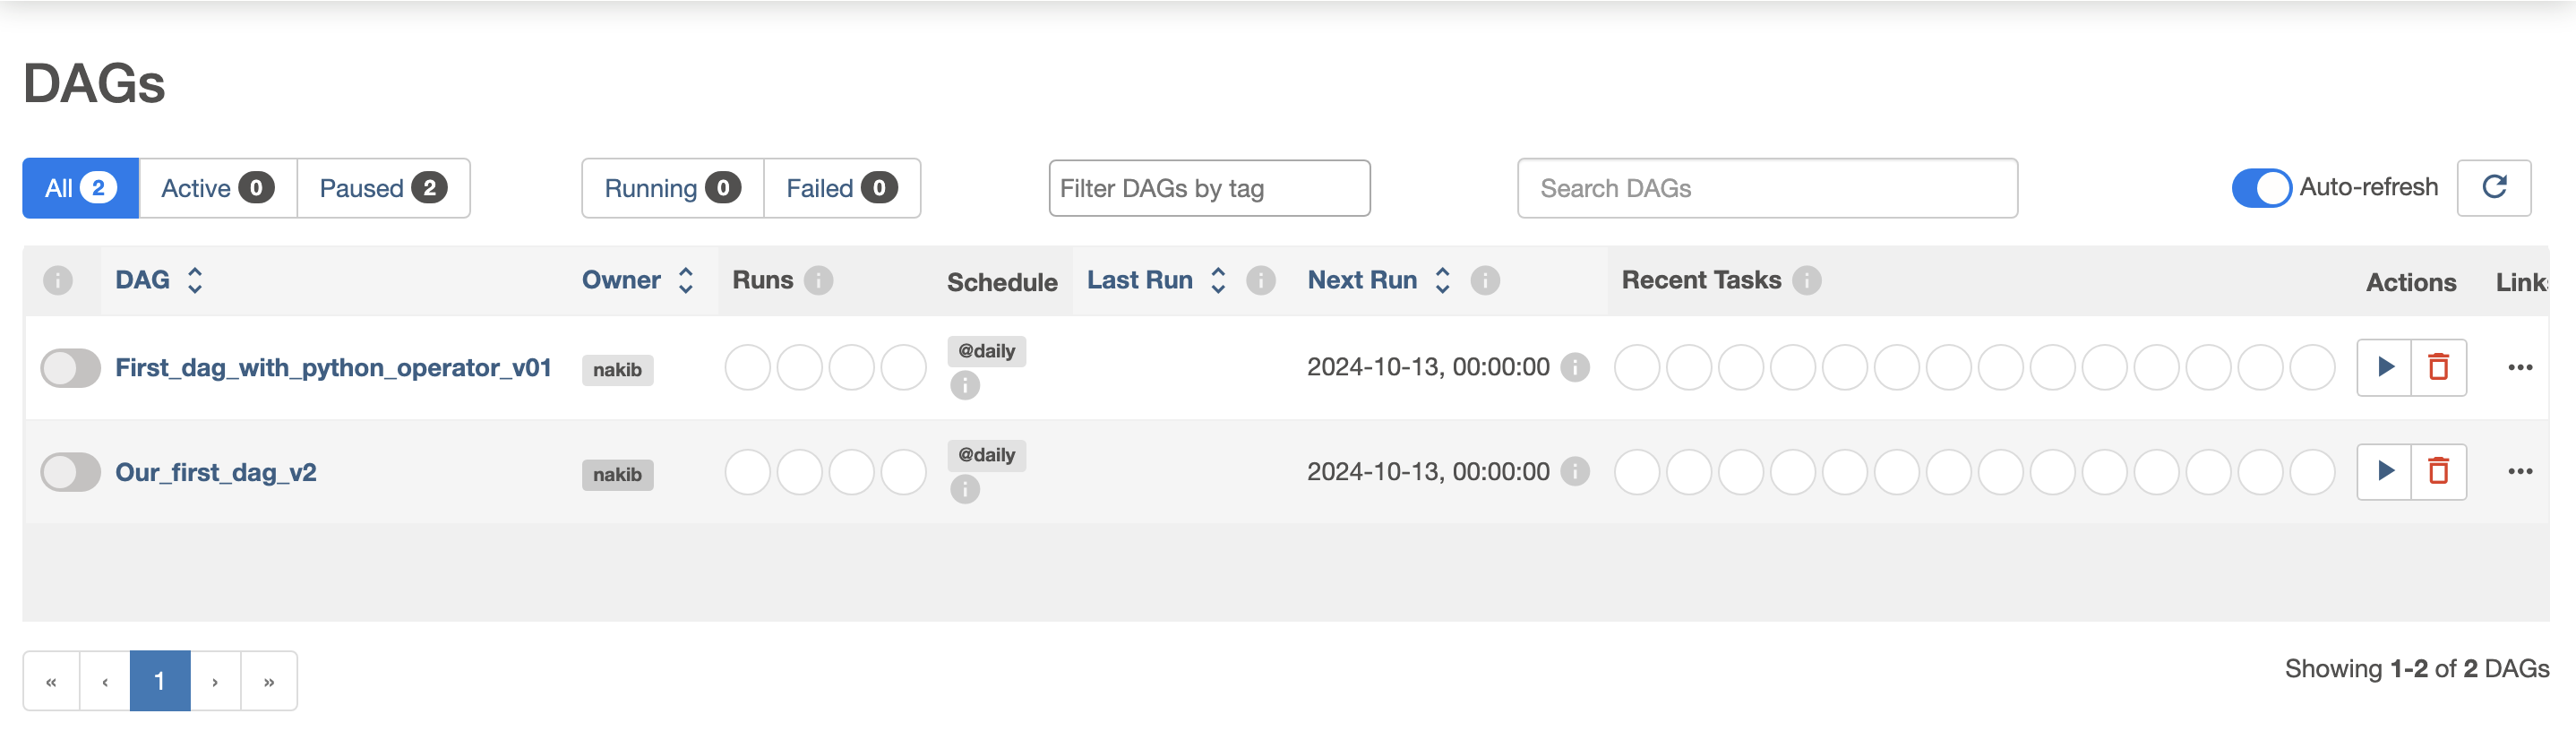 DAGs
All 2 Active 0 Paused 2 Running 0 Failed 0 Filter DAGs by tag Search DAGs Auto-refresh
DAG Owner Runs Schedule Last Run Next Run Recent Tasks Actions Link
First_dag_with_python_operator_v01 nakib @daily 2024-10-13, 00:00:00
Our_first_dag_v2 nakib @daily 2024-10-13, 00:00:00
« ‹ 1 › » Showing 1-2 of 2 DAGs